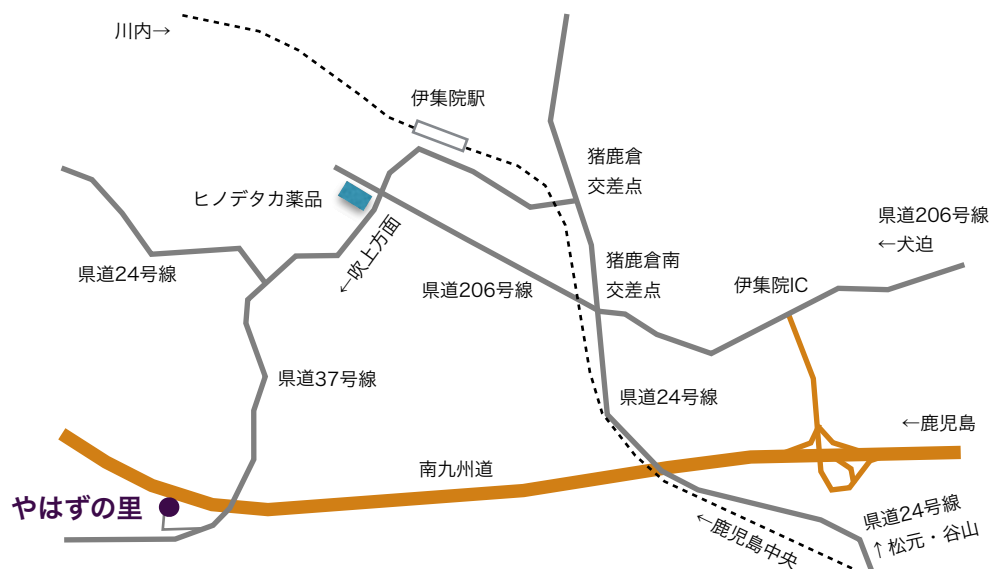 川内→
伊集院駅
猪鹿倉
交差点
ヒノデタカ薬品
県道206号線
←犬迫
←吹上方面
県道24号線
県道206号線
猪鹿倉南
交差点
伊集院IC
県道37号線
県道24号線
←鹿児島
南九州道
やはずの里
←鹿児島中央
県道24号線
↑松元・谷山